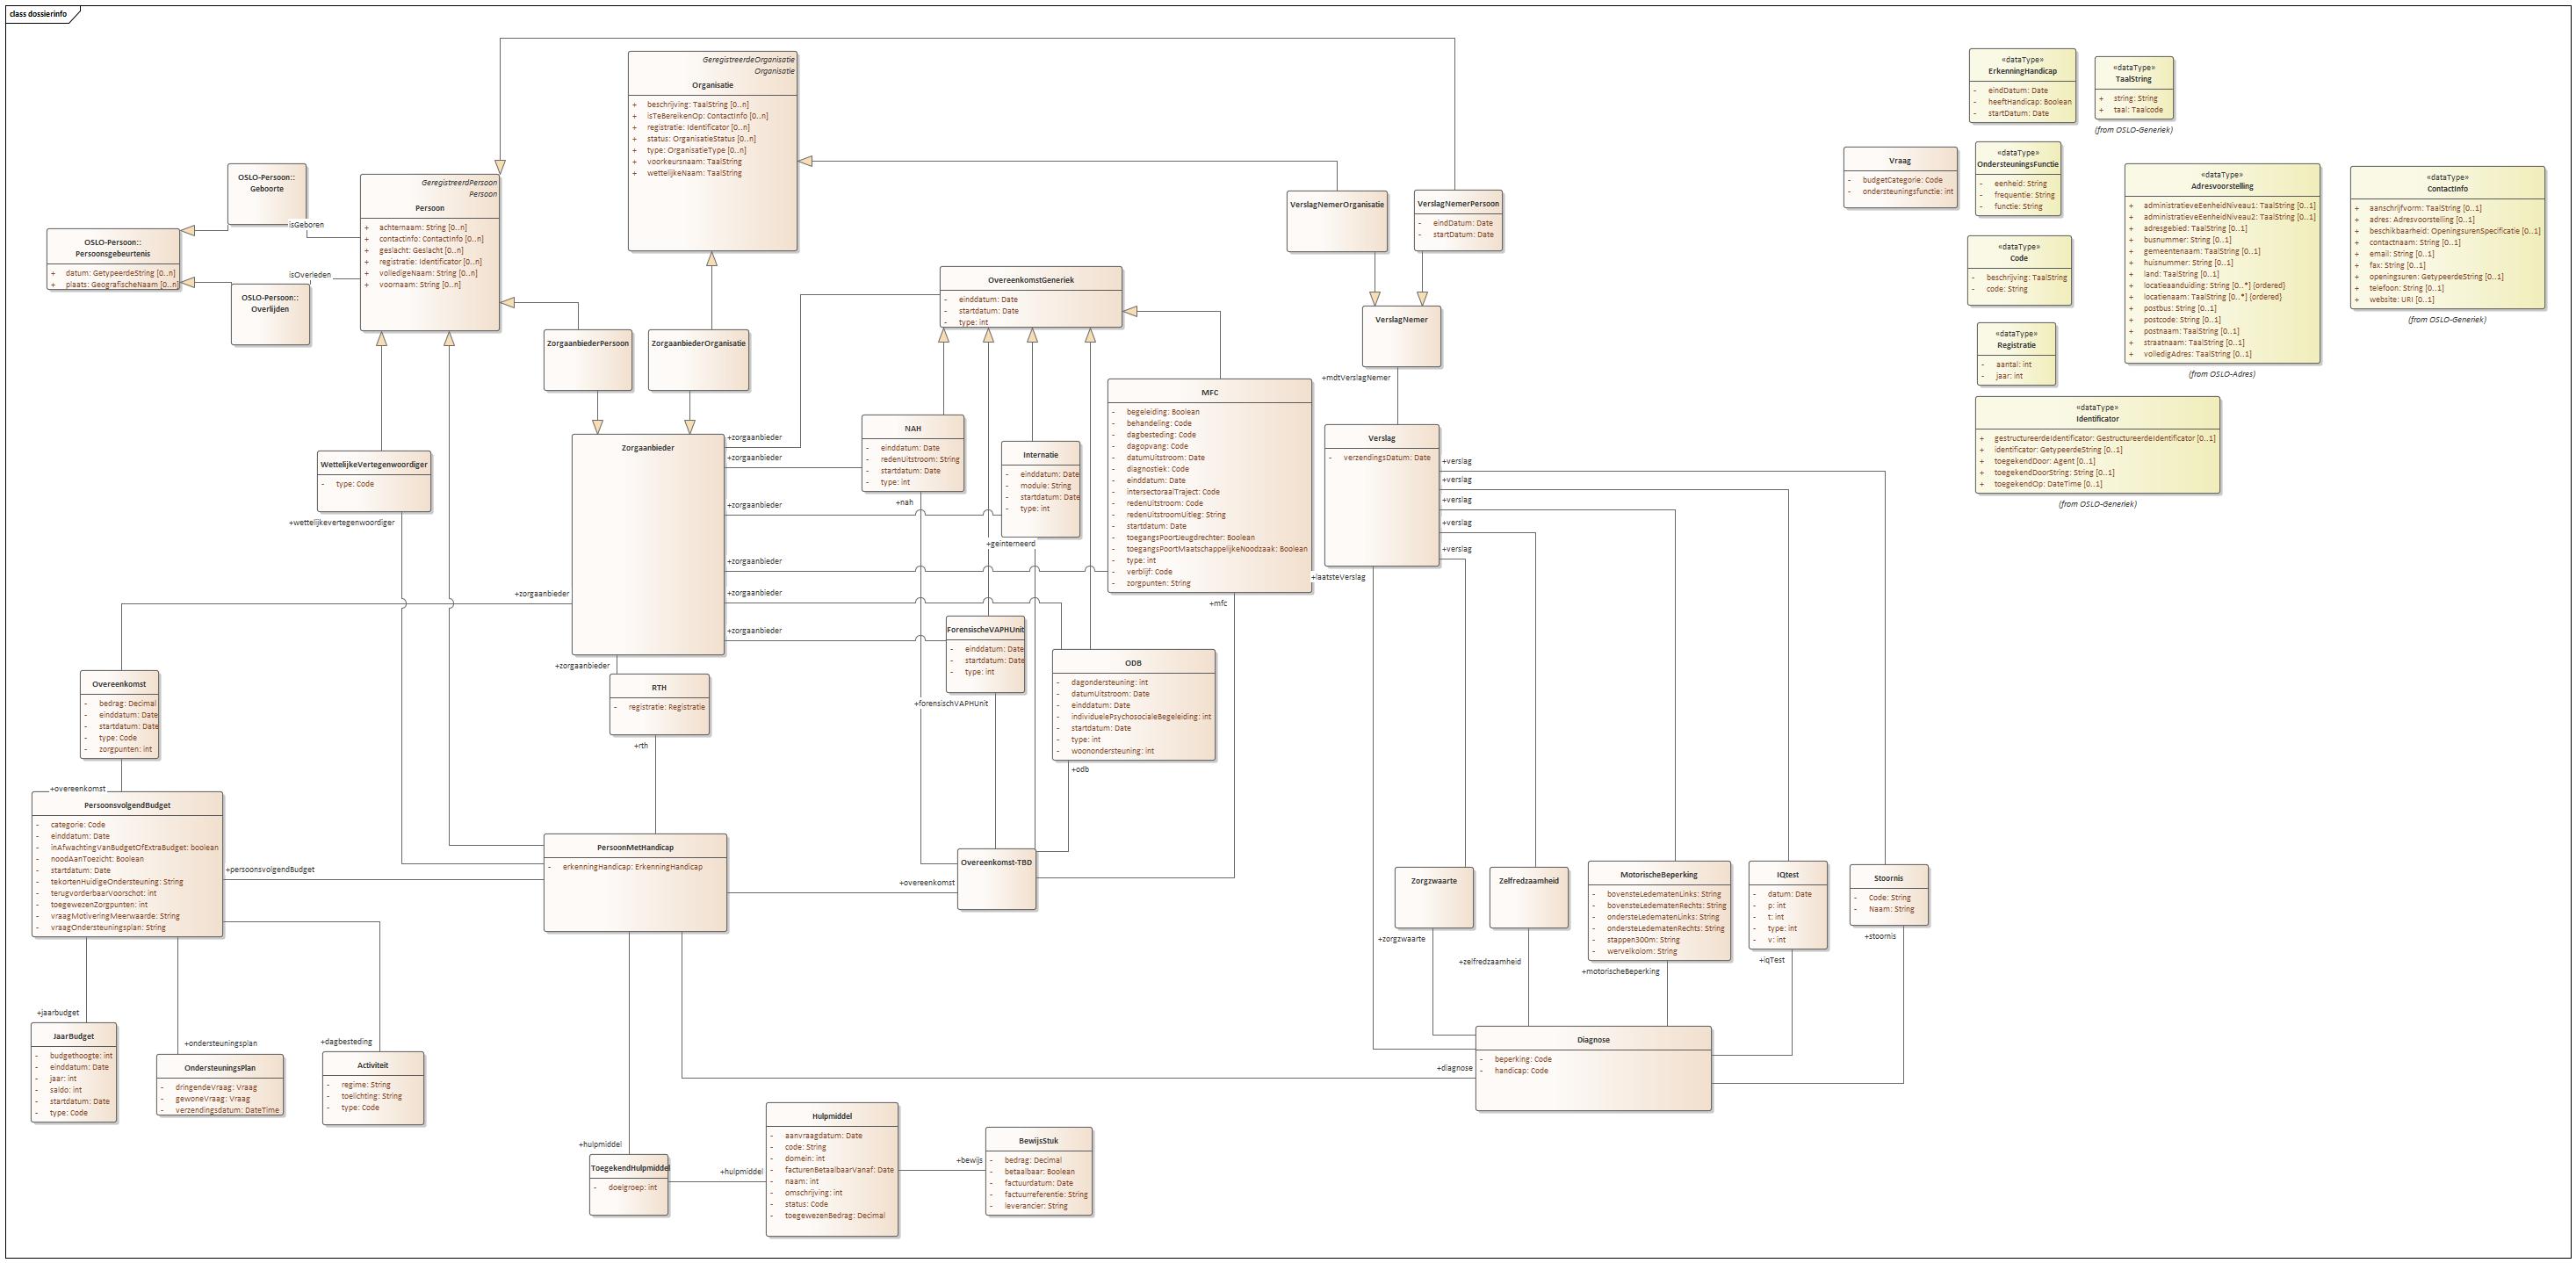 class dossierinfo
GeregistreerdeOrganisatie
Organisatie
Organisatie
+ beschrijving: TaalString [0..n]
+ isTeBereikenOp: ContactInfo [0..n]
+ registratie: Identificator [0..n]
+ status: OrganisatieStatus [0..n]
+ type: OrganisatieType [0..n]
+ voorkeursnaam: TaalString
+ wettelijkeNaam: TaalString
OSLO-Persoon::
Geboorte
isGeboren
OSLO-Persoon::
Persoonsgebeurtenis
+ datum: GetypeerdeString [0..n]
+ plaats: GeografischeNaam [0..n]
isOverleden
OSLO-Persoon::
Overlijden
GeregistreerdPersoon
Persoon
Persoon
+ achternaam: String [0..n]
+ contactinfo: ContactInfo [0..n]
+ geslacht: Geslacht [0..n]
+ registratie: Identificator [0..n]
+ volledigeNaam: String [0..n]
+ voornaam: String [0..n]
ZorgaanbiederPersoon
ZorgaanbiederOrganisatie
OvereenkomstGeneriek
- einddatum: Date
- startdatum: Date
- type: int
VerslagNemerOrganisatie
VerslagNemerPersoon
- eindDatum: Date
- startDatum: Date
VerslagNemer
+mdtVerslagNemer
Vraag
- budgetCategorie: Code
- ondersteuningsfunctie: int
«dataType»
ErkenningHandicap
- eindDatum: Date
- heeftHandicap: Boolean
- startDatum: Date
«dataType»
TaalString
+ string: String
+ taal: Taalcode
(from OSLO-Generiek)
«dataType»
OndersteuningsFunctie
- eenheid: String
- frequentie: String
- functie: String
«dataType»
Code
- beschrijving: TaalString
- code: String
«dataType»
Registratie
- aantal: int
- jaar: int
«dataType»
Adresvoorstelling
+ administratieveEenheidNiveau1: TaalString [0..1]
+ administratieveEenheidNiveau2: TaalString [0..1]
+ adresgebied: TaalString [0..1]
+ busnummer: String [0..1]
+ gemeentenaam: TaalString [0..1]
+ huisnummer: String [0..1]
+ land: TaalString [0..1]
+ locatieaanduiding: String [0..*] {ordered}
+ locatienaam: TaalString [0..*] {ordered}
+ postbus: String [0..1]
+ postcode: String [0..1]
+ postnaam: TaalString [0..1]
+ straatnaam: TaalString [0..1]
+ volledigAdres: TaalString [0..1]
(from OSLO-Adres)
«dataType»
ContactInfo
+ aanschrijfvorm: TaalString [0..1]
+ adres: Adresvoorstelling [0..1]
+ beschikbaarheid: OpeningsurenSpecificatie [0..1]
+ contactnaam: String [0..1]
+ email: String [0..1]
+ fax: String [0..1]
+ openingsuren: GetypeerdeString [0..1]
+ telefoon: String [0..1]
+ website: URI [0..1]
(from OSLO-Generiek)
«dataType»
Identificator
+ gestructureerdeIdentificator: GestructureerdeIdentificator [0..1]
+ identificator: GetypeerdeString [0..1]
+ toegekendDoor: Agent [0..1]
+ toegekendDoorString: String [0..1]
+ toegekendOp: DateTime [0..1]
(from OSLO-Generiek)
WettelijkeVertegenwoordiger
- type: Code
+wettelijkevertegenwoordiger
Zorgaanbieder
+zorgaanbieder
+zorgaanbieder
+zorgaanbieder
+zorgaanbieder
+zorgaanbieder
+zorgaanbieder
+zorgaanbieder
+zorgaanbieder
NAH
- einddatum: Date
- redenUitstroom: String
- startdatum: Date
- type: int
+nah
Internatie
- einddatum: Date
- module: String
- startdatum: Date
- type: int
+geinterneerd
MFC
- begeleiding: Boolean
- behandeling: Code
- dagbesteding: Code
- dagopvang: Code
- datumUitstroom: Date
- diagnostiek: Code
- einddatum: Date
- intersectoraalTraject: Code
- redenUitstroom: Code
- redenUitstroomUitleg: String
- startdatum: Date
- toegangsPoortJeugdrechter: Boolean
- toegangsPoortMaatschappelijkeNoodzaak: Boolean
- type: int
- verblijf: Code
- zorgpunten: String
+mfc
Verslag
- verzendingsDatum: Date
+verslag
+verslag
+verslag
+verslag
+verslag
+laatsteVerslag
ForensischeVAPHUnit
- einddatum: Date
- startdatum: Date
- type: int
+forensischVAPHUnit
ODB
- dagondersteuning: int
- datumUitstroom: Date
- einddatum: Date
- individuelePsychosocialeBegeleiding: int
- startdatum: Date
- type: int
- woonondersteuning: int
+odb
RTH
- registratie: Registratie
+rth
Overeenkomst
- bedrag: Decimal
- einddatum: Date
- startdatum: Date
- type: Code
- zorgpunten: int
+overeenkomst
PersoonsvolgendBudget
- categorie: Code
- einddatum: Date
- inAfwachtingVanBudgetOfExtraBudget: boolean
- noodAanToezicht: Boolean
- startdatum: Date
- tekortenHuidigeOndersteuning: String
- terugvorderbaarVoorschot: int
- toegewezenZorgpunten: int
- vraagMotiveringMeerwaarde: String
- vraagOndersteuningsplan: String
+persoonsvolgendBudget
PersoonMetHandicap
- erkenningHandicap: ErkenningHandicap
+overeenkomst
Overeenkomst-TBD
Zorgzwaarte
+zorgzwaarte
Zelfredzaamheid
+zelfredzaamheid
MotorischeBeperking
- bovensteLedematenLinks: String
- bovensteLedematenRechts: String
- ondersteLedematenLinks: String
- ondersteLedematenRechts: String
- stappen300m: String
- wervelkolom: String
+motorischeBeperking
IQtest
- datum: Date
- p: int
- t: int
- type: int
- v: int
+iqTest
Stoornis
- Code: String
- Naam: String
+stoornis
+jaarbudget
JaarBudget
- budgethoogte: int
- einddatum: Date
- jaar: int
- saldo: int
- startdatum: Date
- type: Code
+ondersteuningsplan
OndersteuningsPlan
- dringendeVraag: Vraag
- gewoneVraag: Vraag
- verzendingsdatum: DateTime
+dagbesteding
Activiteit
- regime: String
- toelichting: String
- type: Code
+diagnose
Diagnose
- beperking: Code
- handicap: Code
+hulpmiddel
ToegekendHulpmiddel
- doelgroep: int
+hulpmiddel
Hulpmiddel
- aanvraagdatum: Date
- code: String
- domein: int
- facturenBetaalbaarVanaf: Date
- naam: int
- omschrijving: int
- status: Code
- toegewezenBedrag: Decimal
+bewijs
BewijsStuk
- bedrag: Decimal
- betaalbaar: Boolean
- factuurdatum: Date
- factuurreferentie: String
- leverancier: String